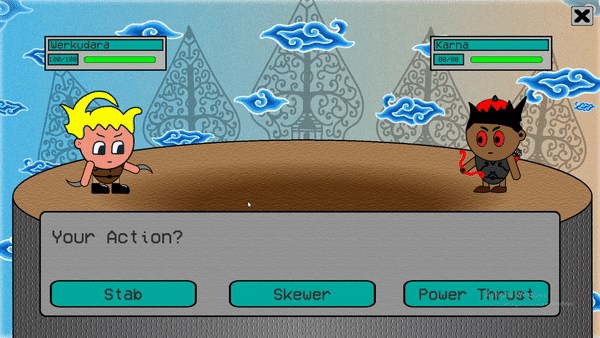 Werkudara
100/100
Karna
80/80
Your Action?
Stab
Skewer
Power Thrust